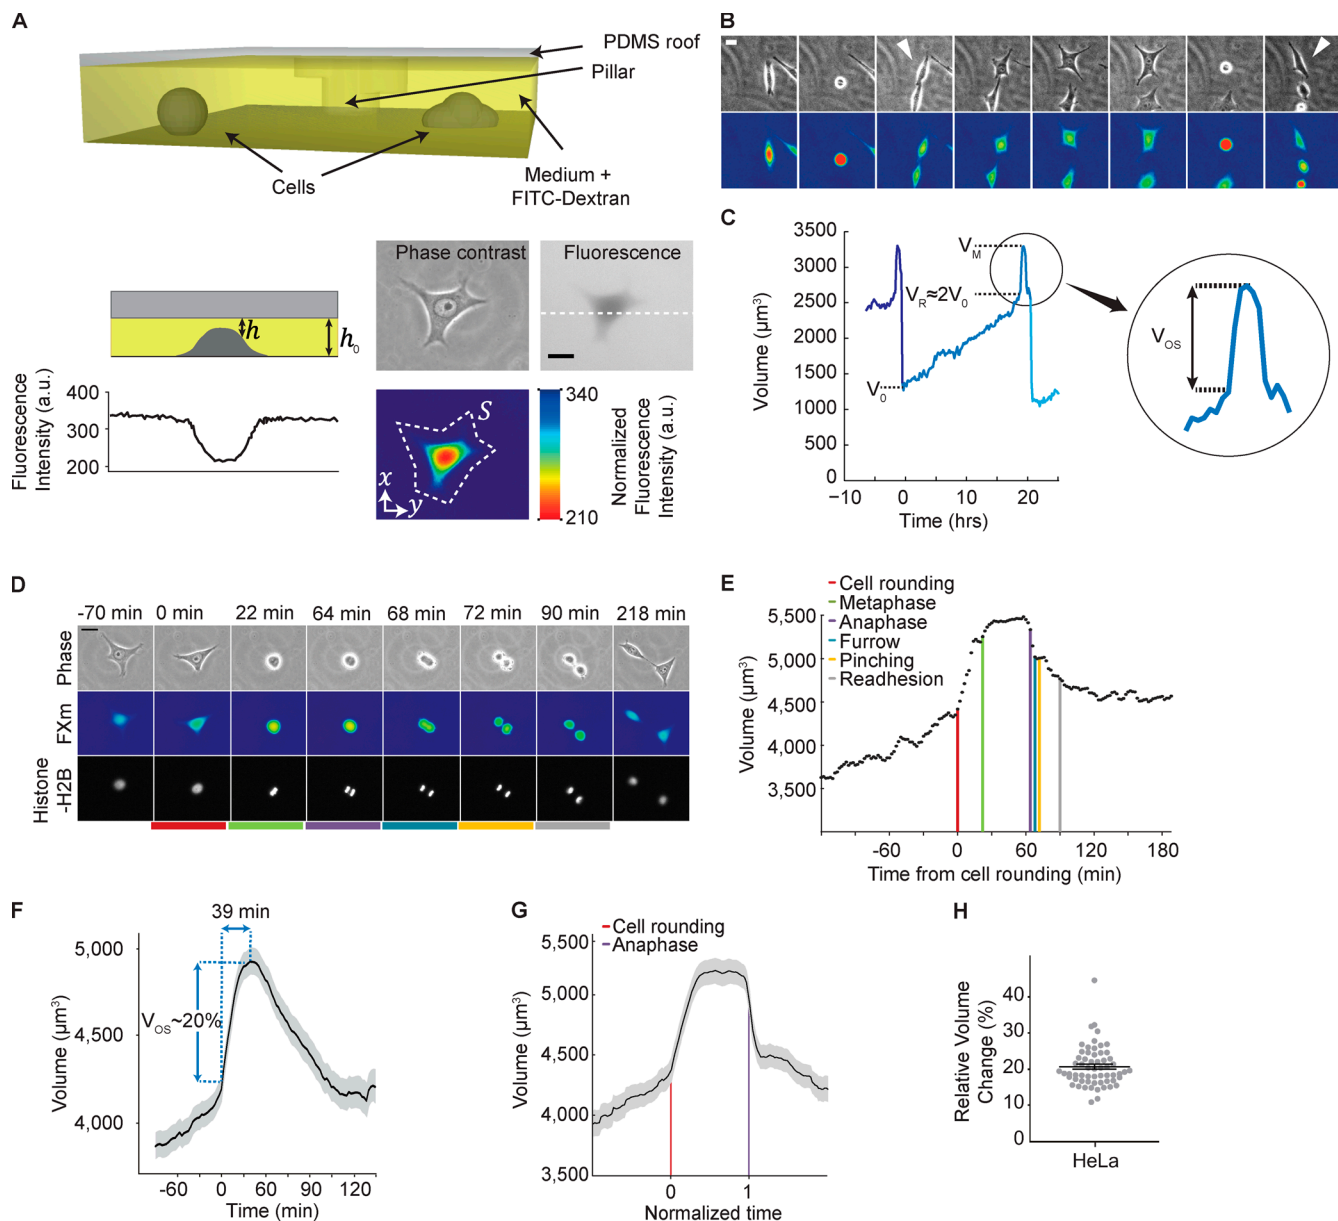 A
PDMS roof
Pillar
Cells
Medium +
FITC-Dextran
Phase contrast
Fluorescence
h
h0
Fluorescence
Intensity (a.u.)
400
300
200
S
x
y
340
210
Normalized
Fluorescence
Intensity (a.u.)
B
C
Volume (µm³)
3500
3000
2500
2000
1500
1000
500
0
−10
0
10
20
Time (hrs)
VM
VR≈2V0
V0
VOS
D
-70 min
0 min
22 min
64 min
68 min
72 min
90 min
218 min
Phase
FXm
Histone
-H2B
E
Cell rounding
Metaphase
Anaphase
Furrow
Pinching
Readhesion
Volume (µm³)
5,500
5,000
4,500
4,000
3,500
-60
0
60
120
180
Time from cell rounding (min)
F
39 min
VOS~20%
Volume (µm³)
5,000
4,500
4,000
-60
0
60
120
Time (min)
G
Cell rounding
Anaphase
Volume (µm³)
5,500
5,000
4,500
4,000
3,500
0
1
Normalized time
H
Relative Volume
Change (%)
40
30
20
10
0
HeLa